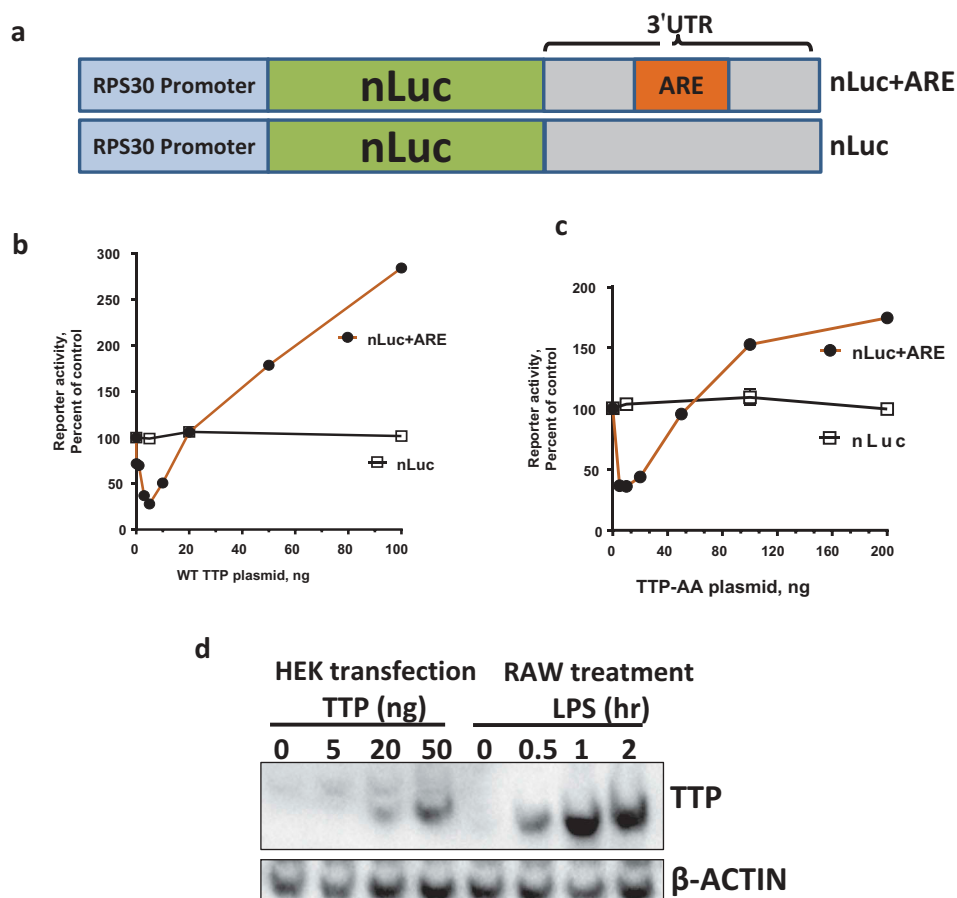 a
3'UTR
RPS30 Promoter nLuc ARE nLuc+ARE
RPS30 Promoter nLuc nLuc
b
Reporter activity,
Percent of control
300
250
200
150
100
50
0
0 20 40 60 80 100
WT TTP plasmid, ng
nLuc+ARE
nLuc
c
Reporter activity,
Percent of control
200
150
100
50
0
0 40 80 120 160 200
TTP-AA plasmid, ng
nLuc+ARE
nLuc
d
HEK transfection RAW treatment
TTP (ng) LPS (hr)
0 5 20 50 0 0.5 1 2
TTP
β-ACTIN